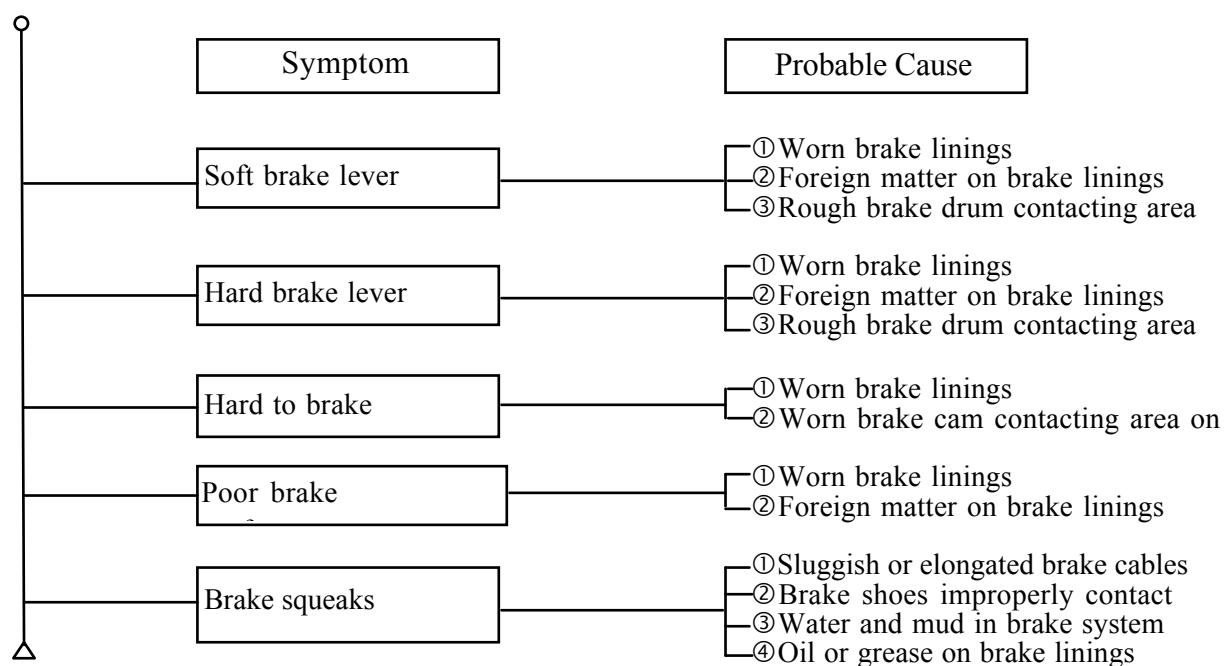 Symptom
Probable Cause
Soft brake lever
①Worn brake linings
②Foreign matter on brake linings
③Rough brake drum contacting area
Hard brake lever
①Worn brake linings
②Foreign matter on brake linings
③Rough brake drum contacting area
Hard to brake
①Worn brake linings
②Worn brake cam contacting area on
Poor brake
①Worn brake linings
②Foreign matter on brake linings
Brake squeaks
①Sluggish or elongated brake cables
②Brake shoes improperly contact
③Water and mud in brake system
④Oil or grease on brake linings